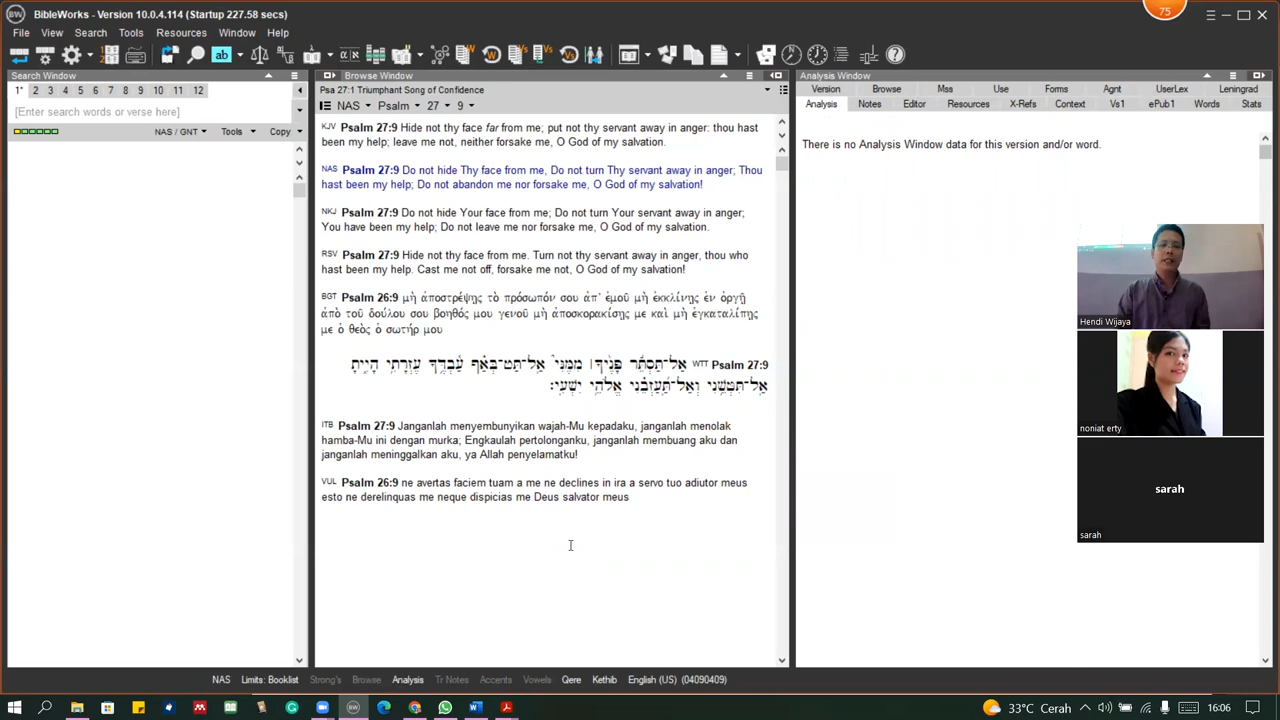 BibleWorks - Version 10.0.4.114 (Startup 227.58 secs)
75
File View Search Tools Resources Window Help
Search Window
1* 2 3 4 5 6 7 8 9 10 11 12
[Enter search words or verse here]
NAS / GNT Tools Copy
Browse Window
Psa 27:1 Triumphant Song of Confidence
NAS Psalm 27 9
KJV Psalm 27:9 Hide not thy face far from me; put not thy servant away in anger: thou hast
been my help; leave me not, neither forsake me, O God of my salvation.
NAS Psalm 27:9 Do not hide Thy face from me, Do not turn Thy servant away in anger; Thou
hast been my help; Do not abandon me nor forsake me, O God of my salvation!
NKJ Psalm 27:9 Do not hide Your face from me; Do not turn Your servant away in anger;
You have been my help; Do not leave me nor forsake me, O God of my salvation.
RSV Psalm 27:9 Hide not thy face from me. Turn not thy servant away in anger, thou who
hast been my help. Cast me not off, forsake me not, O God of my salvation!
BGT Psalm 26:9 μὴ ἀποστρέψῃς τὸ πρόσωπόν σου ἀπ᾽ ἐμοῦ μὴ ἐκκλίνῃς ἐν ὀργῇ
ἀπὸ τοῦ δούλου σου βοηθός μου γενοῦ μὴ ἀποσκορακίσῃς με καὶ μὴ ἐγκαταλίπῃς
με ὁ θεὸς ὁ σωτήρ μου
WTT Psalm 27:9 אַל־תַּסְתֵּ֬ר פָּנֶ֨יךָ׀ מִמֶּנִּי֮ אַֽל־תַּט־בְּאַ֗ף עַ֫בְדֶּ֥ךָ עֶזְרָתִ֥י הָיִ֑יתָ
אַֽל־תִּטְּשֵׁ֥נִי וְאַל־תַּֽ֜עַזְבֵ֗נִי אֱלֹהֵ֥י יִשְׁעִֽי׃
ITB Psalm 27:9 Janganlah menyembunyikan wajah-Mu kepadaku, janganlah menolak
hamba-Mu ini dengan murka; Engkaulah pertolonganku, janganlah membuang aku dan
janganlah meninggalkan aku, ya Allah penyelamatku!
VUL Psalm 26:9 ne avertas faciem tuam a me ne declines in ira a servo tuo adiutor meus
esto ne derelinquas me neque dispicias me Deus salvator meus
Analysis Window
Version Browse Mss Use Forms Agnt UserLex Leningrad
Analysis Notes Editor Resources X-Refs Context Vs1 ePub1 Words Stats
There is no Analysis Window data for this version and/or word.
Hendi Wijaya
noniat erty
sarah
sarah
NAS Limits: Booklist Strong's Browse Analysis Tr Notes Accents Vowels Qere Kethib English (US) (04090409)
33°C Cerah 16:06